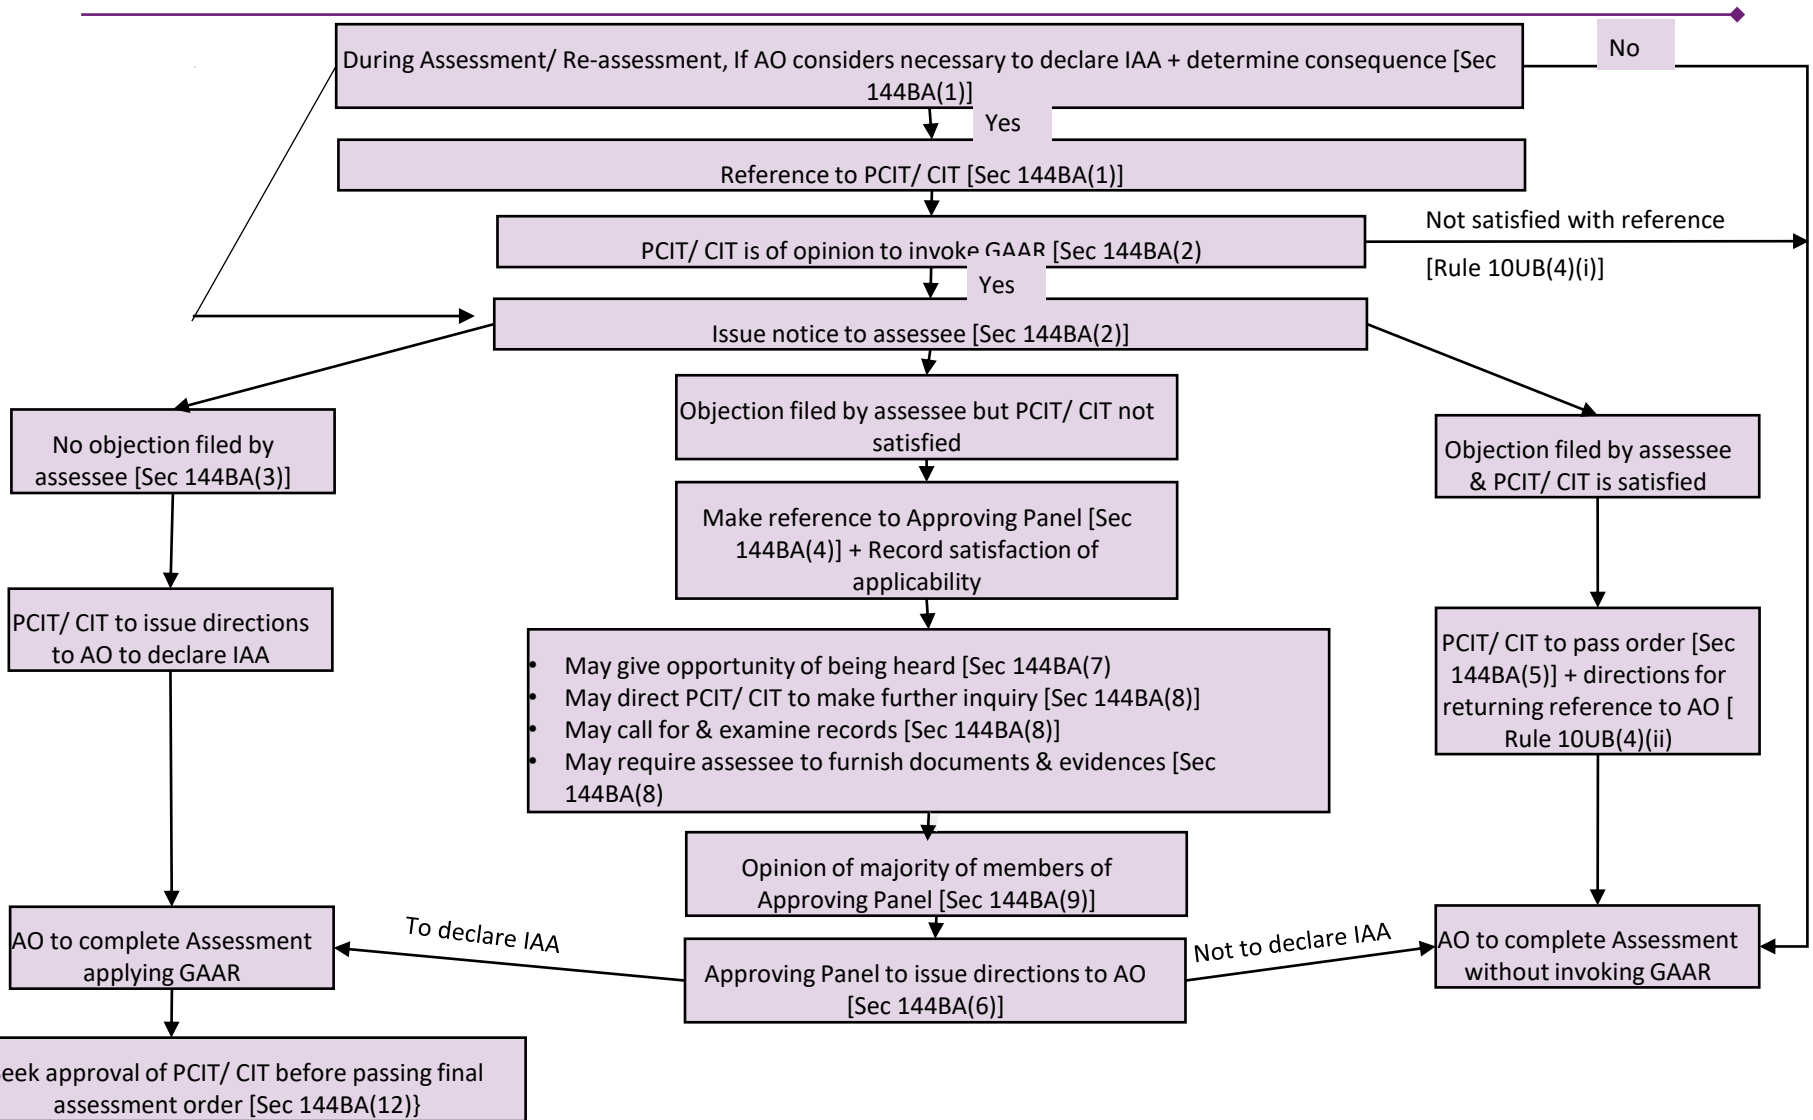 During Assessment/ Re-assessment, If AO considers necessary to declare IAA + determine consequence [Sec
144BA(1)]
No
Yes
Reference to PCIT/ CIT [Sec 144BA(1)]
PCIT/ CIT is of opinion to invoke GAAR [Sec 144BA(2)
Not satisfied with reference
[Rule 10UB(4)(i)]
Yes
Issue notice to assessee [Sec 144BA(2)]
No objection filed by
assessee [Sec 144BA(3)]
Objection filed by assessee but PCIT/ CIT not
satisfied
Objection filed by assessee
& PCIT/ CIT is satisfied
Make reference to Approving Panel [Sec
144BA(4)] + Record satisfaction of
applicability
PCIT/ CIT to issue directions
to AO to declare IAA
• May give opportunity of being heard [Sec 144BA(7)
• May direct PCIT/ CIT to make further inquiry [Sec 144BA(8)]
• May call for & examine records [Sec 144BA(8)]
• May require assessee to furnish documents & evidences [Sec
144BA(8)
PCIT/ CIT to pass order [Sec
144BA(5)] + directions for
returning reference to AO [
Rule 10UB(4)(ii)
Opinion of majority of members of
Approving Panel [Sec 144BA(9)]
AO to complete Assessment
applying GAAR
To declare IAA
Approving Panel to issue directions to AO
[Sec 144BA(6)]
Not to declare IAA
AO to complete Assessment
without invoking GAAR
eek approval of PCIT/ CIT before passing final
assessment order [Sec 144BA(12)}